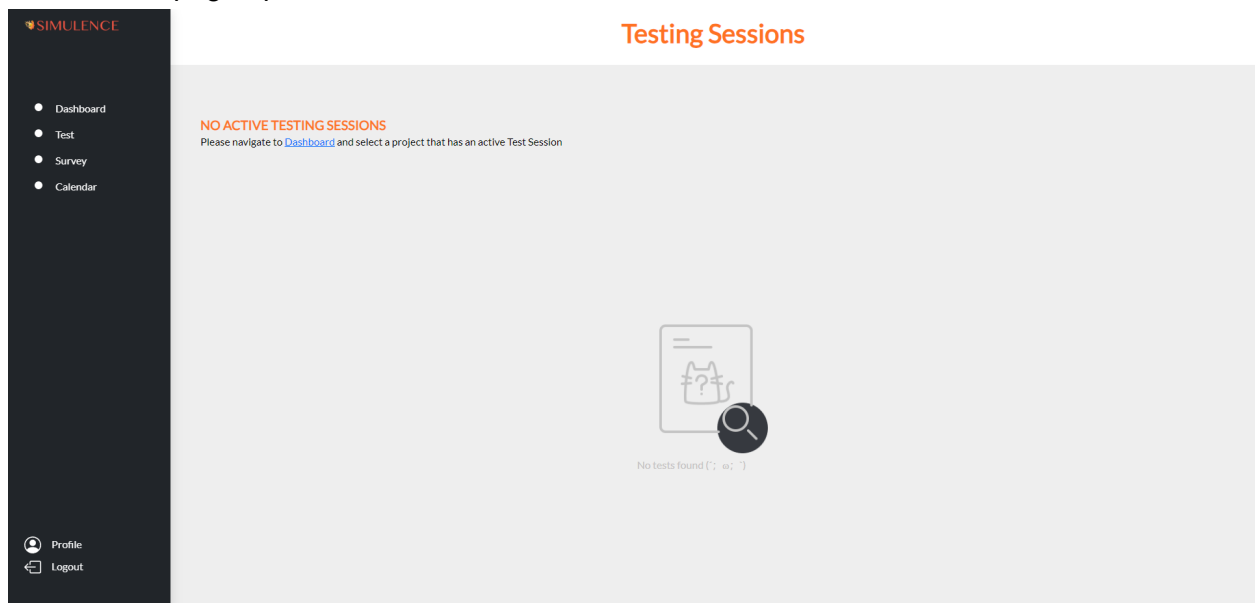 SIMULENCE
Testing Sessions
Dashboard
Test
Survey
Calendar
NO ACTIVE TESTING SESSIONS
Please navigate to Dashboard and select a project that has an active Test Session
?
No tests found (´; ω; `)
Profile
Logout